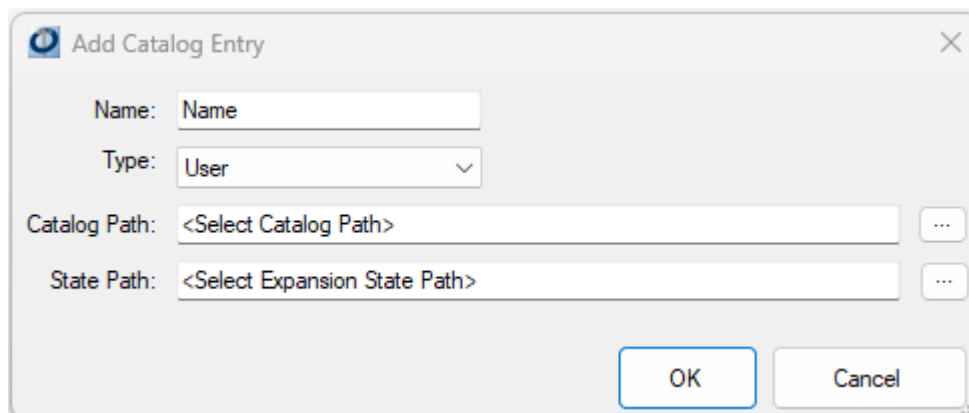 Add Catalog Entry
Name: Name
Type: User
Catalog Path: <Select Catalog Path> ...
State Path: <Select Expansion State Path> ...
OK Cancel